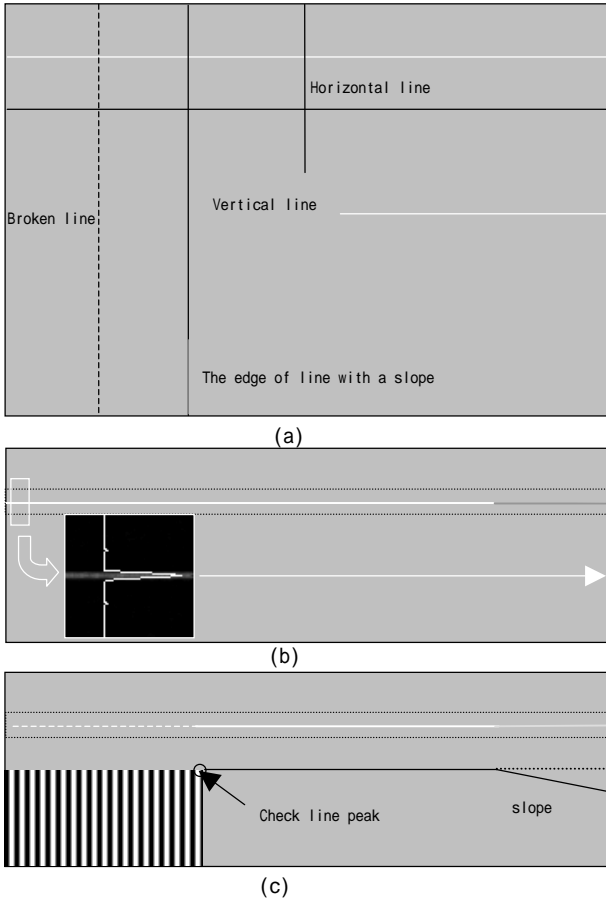 Horizontal line
Vertical line
Broken line
The edge of line with a slope
(a)
(b)
Check line peak
slope
(c)